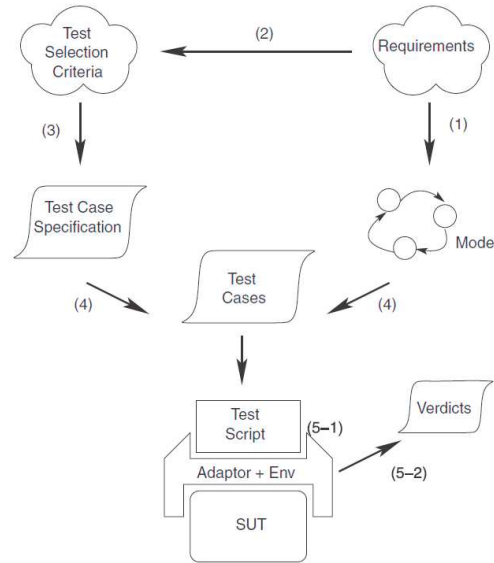 Test
Selection
Criteria
(2)
Requirements
(3)
(1)
Test Case
Specification
Mode
(4)
Test
Cases
(4)
Test
Script
(5–1)
Verdicts
Adaptor + Env
(5–2)
SUT